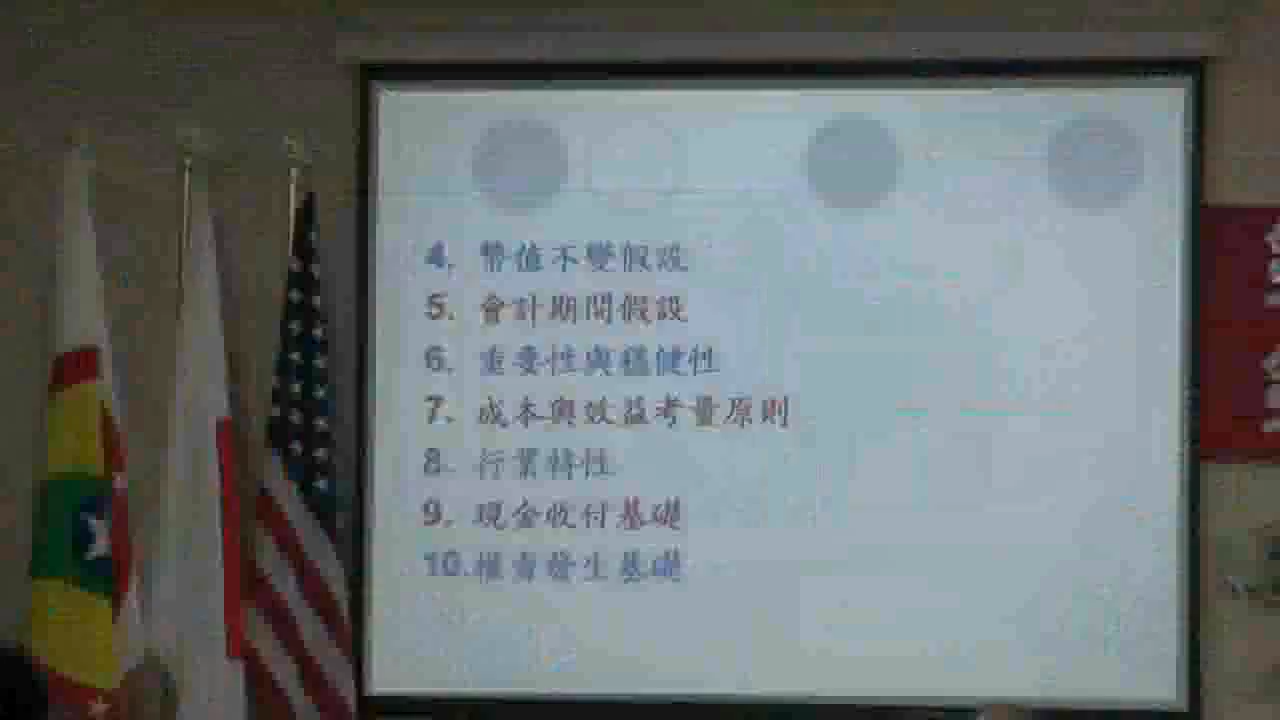 4. 幣值不變假設
5. 會計期間假設
6. 重要性與穩健性
7. 成本與效益考量原則
8. 行業特性
9. 現金收付基礎
10.權責發生基礎